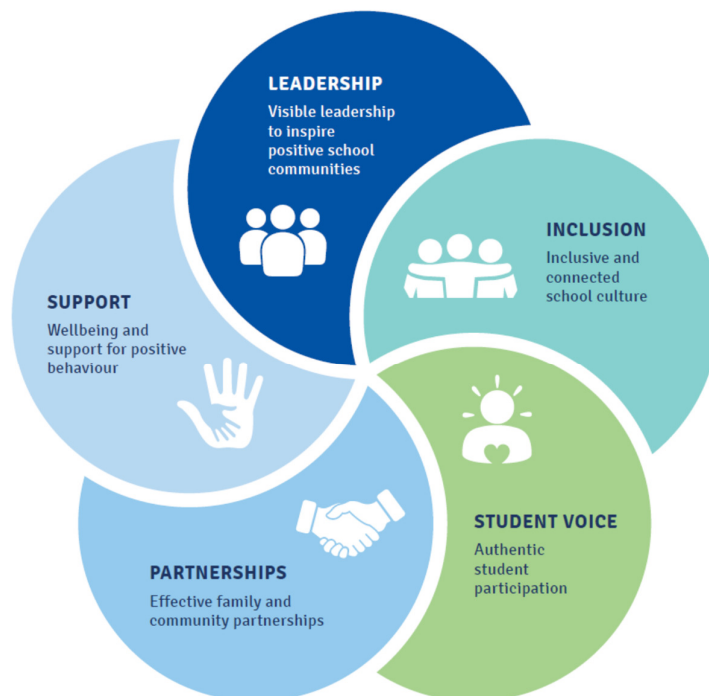 LEADERSHIP
Visible leadership
to inspire
positive school
communities
INCLUSION
Inclusive and
connected
school culture
STUDENT VOICE
Authentic
student
participation
PARTNERSHIPS
Effective family and
community partnerships
SUPPORT
Wellbeing and
support for positive
behaviour